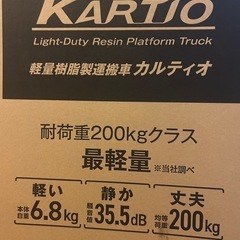 KARTIO
Light-Duty Resin Platform Truck
軽量樹脂製運搬車 カルティオ
耐荷重200kgクラス
最軽量 ※当社調べ
軽い 静か 丈夫
本体自重 6.8kg 騒音値 35.5dB 均等荷重 200kg